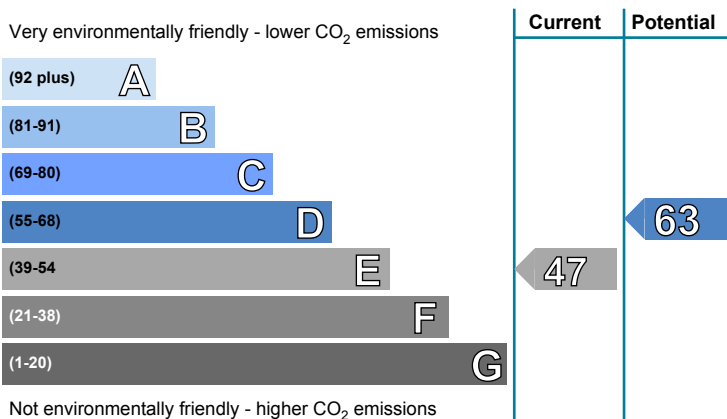 Very environmentally friendly - lower CO2 emissions
Current
Potential
(92 plus) A
(81-91) B
(69-80) C
(55-68) D
63
(39-54 E
47
(21-38) F
(1-20) G
Not environmentally friendly - higher CO2 emissions